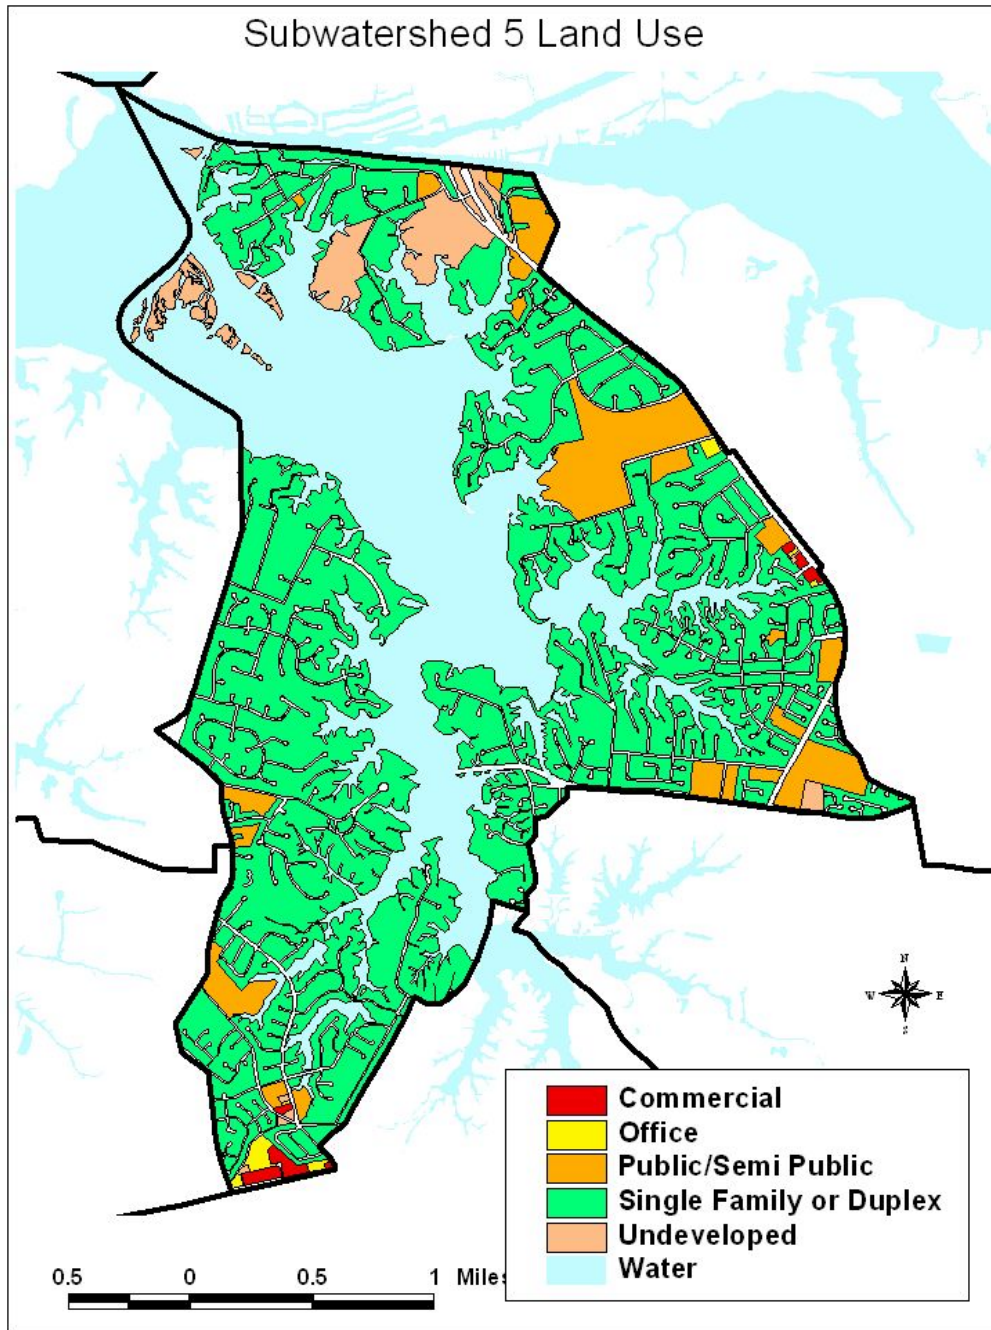 Subwatershed 5 Land Use
N
W E
S
Commercial
Office
Public/Semi Public
Single Family or Duplex
Undeveloped
Water
0.5 0 0.5 1 Miles